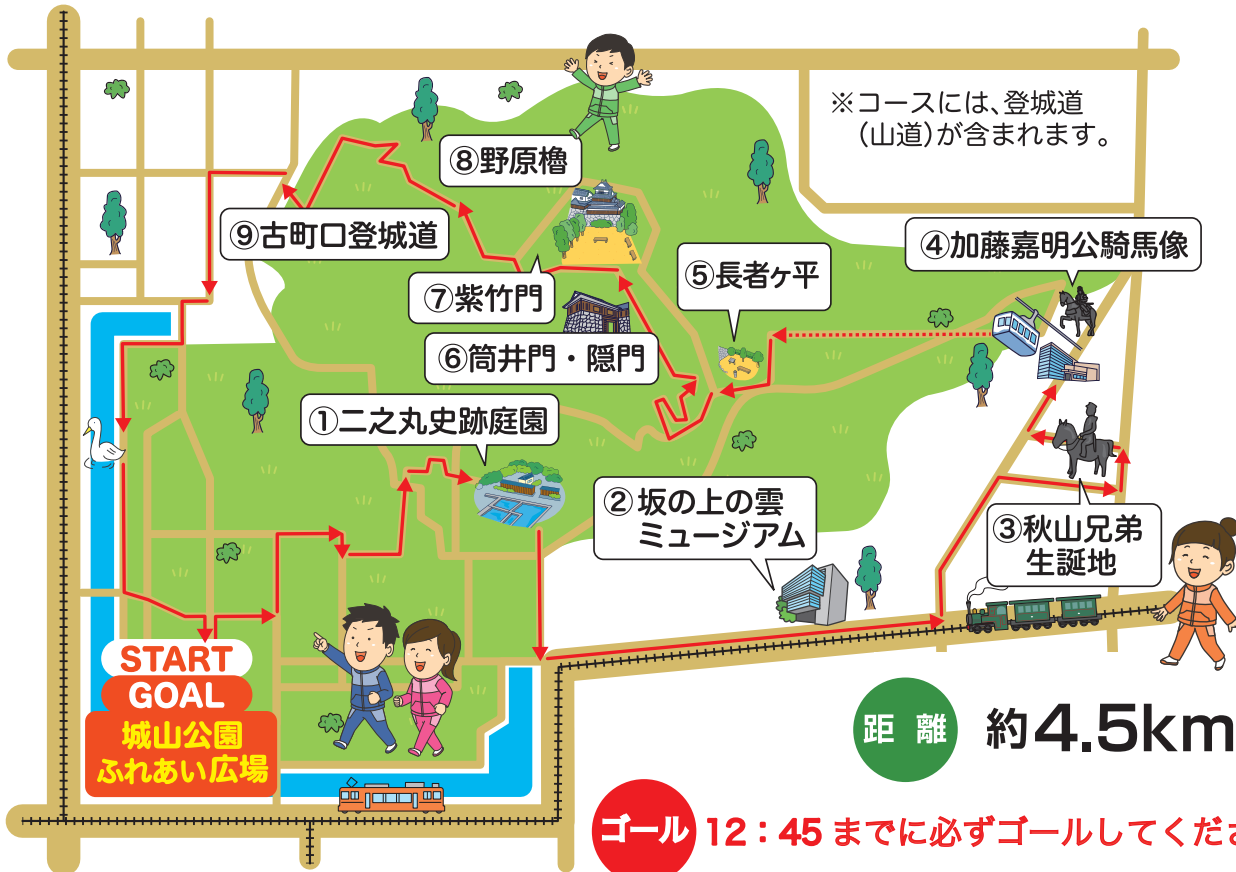 ※コースには、登城道
(山道)が含まれます。
⑧野原櫓
④加藤嘉明公騎馬像
⑨古町口登城道
⑤長者ヶ平
⑦紫竹門
⑥筒井門・隠門
①二之丸史跡庭園
②坂の上の雲
ミュージアム
③秋山兄弟
生誕地
START
GOAL
城山公園
ふれあい広場
距離 約4.5km
ゴール 12:45までに必ずゴールしてくださ